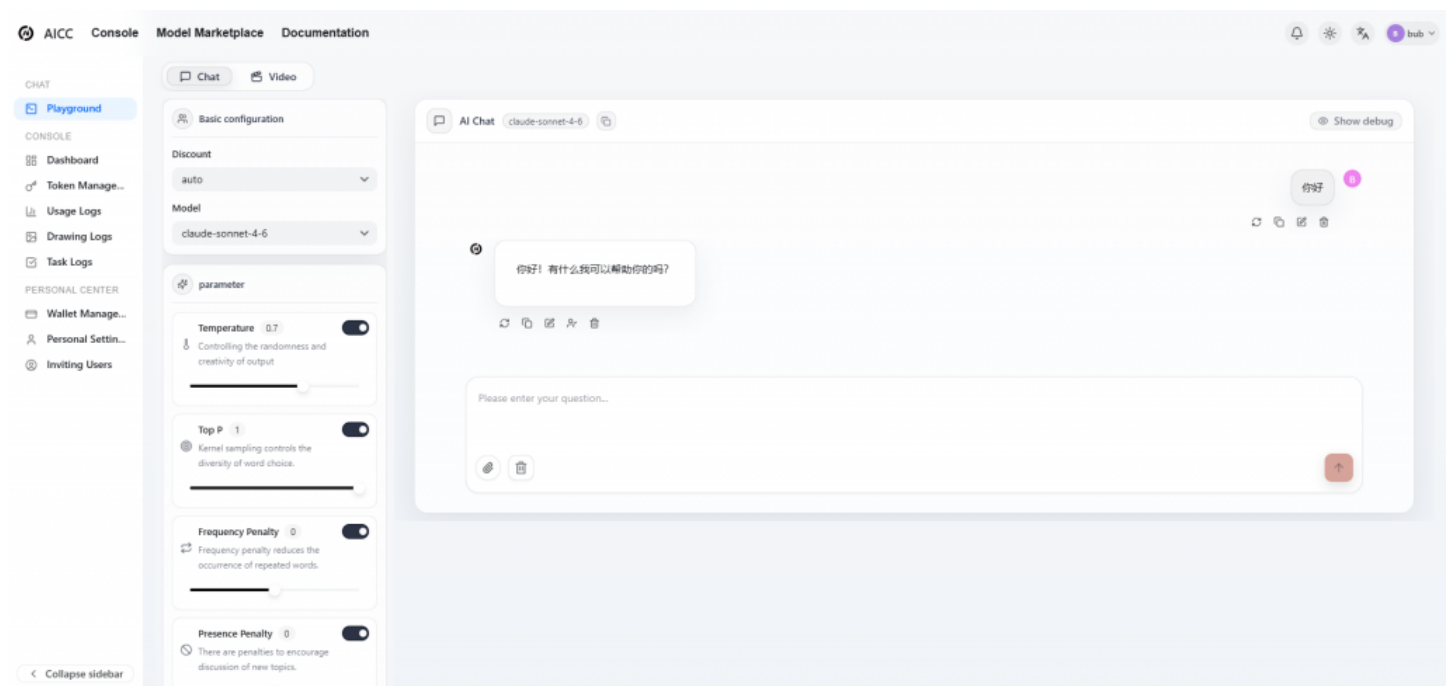 AICC Console Model Marketplace Documentation
bub
CHAT
Playground
CONSOLE
Dashboard
Token Manage...
Usage Logs
Drawing Logs
Task Logs
PERSONAL CENTER
Wallet Manage...
Personal Settin...
Inviting Users
Collapse sidebar
Chat Video
Basic configuration
Discount
auto
Model
claude-sonnet-4-6
parameter
Temperature 0.7
Controlling the randomness and
creativity of output
Top P 1
Kernel sampling controls the
diversity of word choice.
Frequency Penalty 0
Frequency penalty reduces the
occurrence of repeated words.
Presence Penalty 0
There are penalties to encourage
discussion of new topics.
AI Chat claude-sonnet-4-6
Show debug
你好
B
你好！有什么我可以帮助你的吗?
Please enter your question...